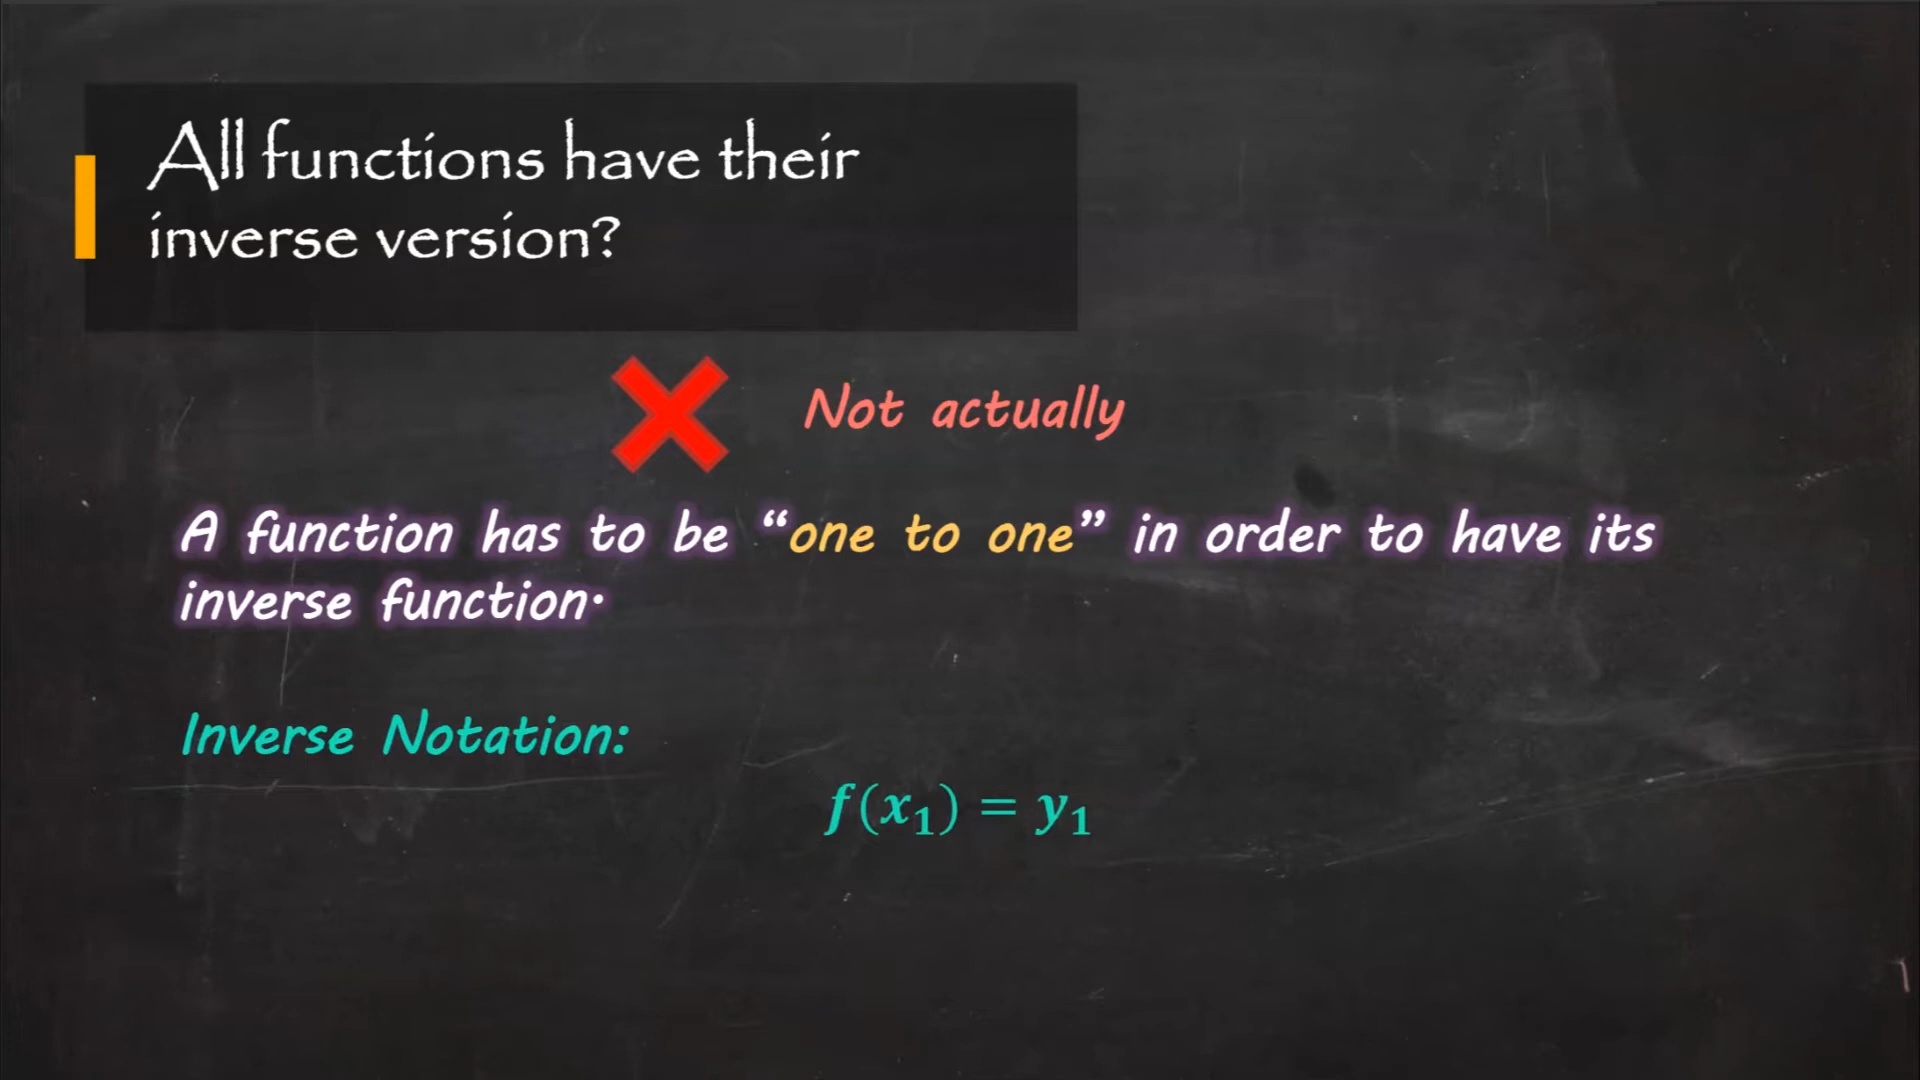 All functions have their
inverse version?
Not actually
A function has to be “one to one” in order to have its
inverse function.
Inverse Notation:
f(x₁) = y₁